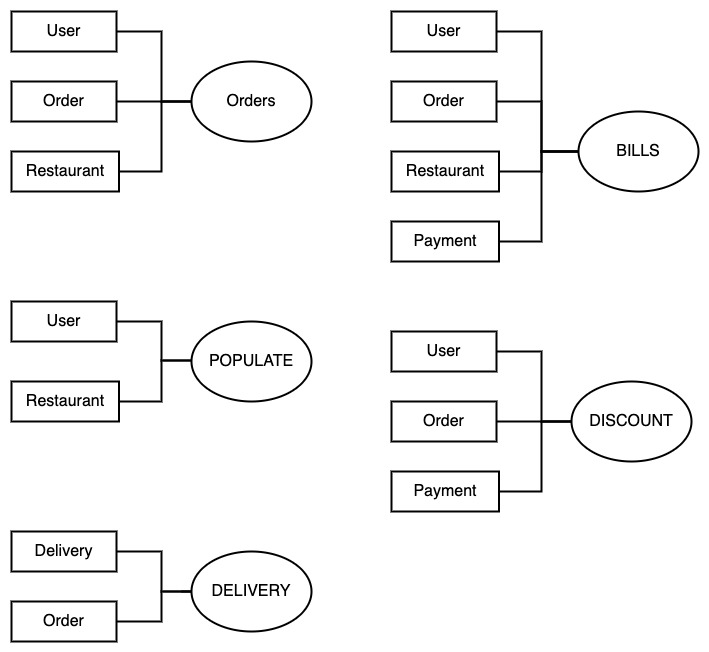 User
Order
Restaurant
Orders
User
Order
Restaurant
Payment
BILLS
User
Restaurant
POPULATE
User
Order
Payment
DISCOUNT
Delivery
Order
DELIVERY